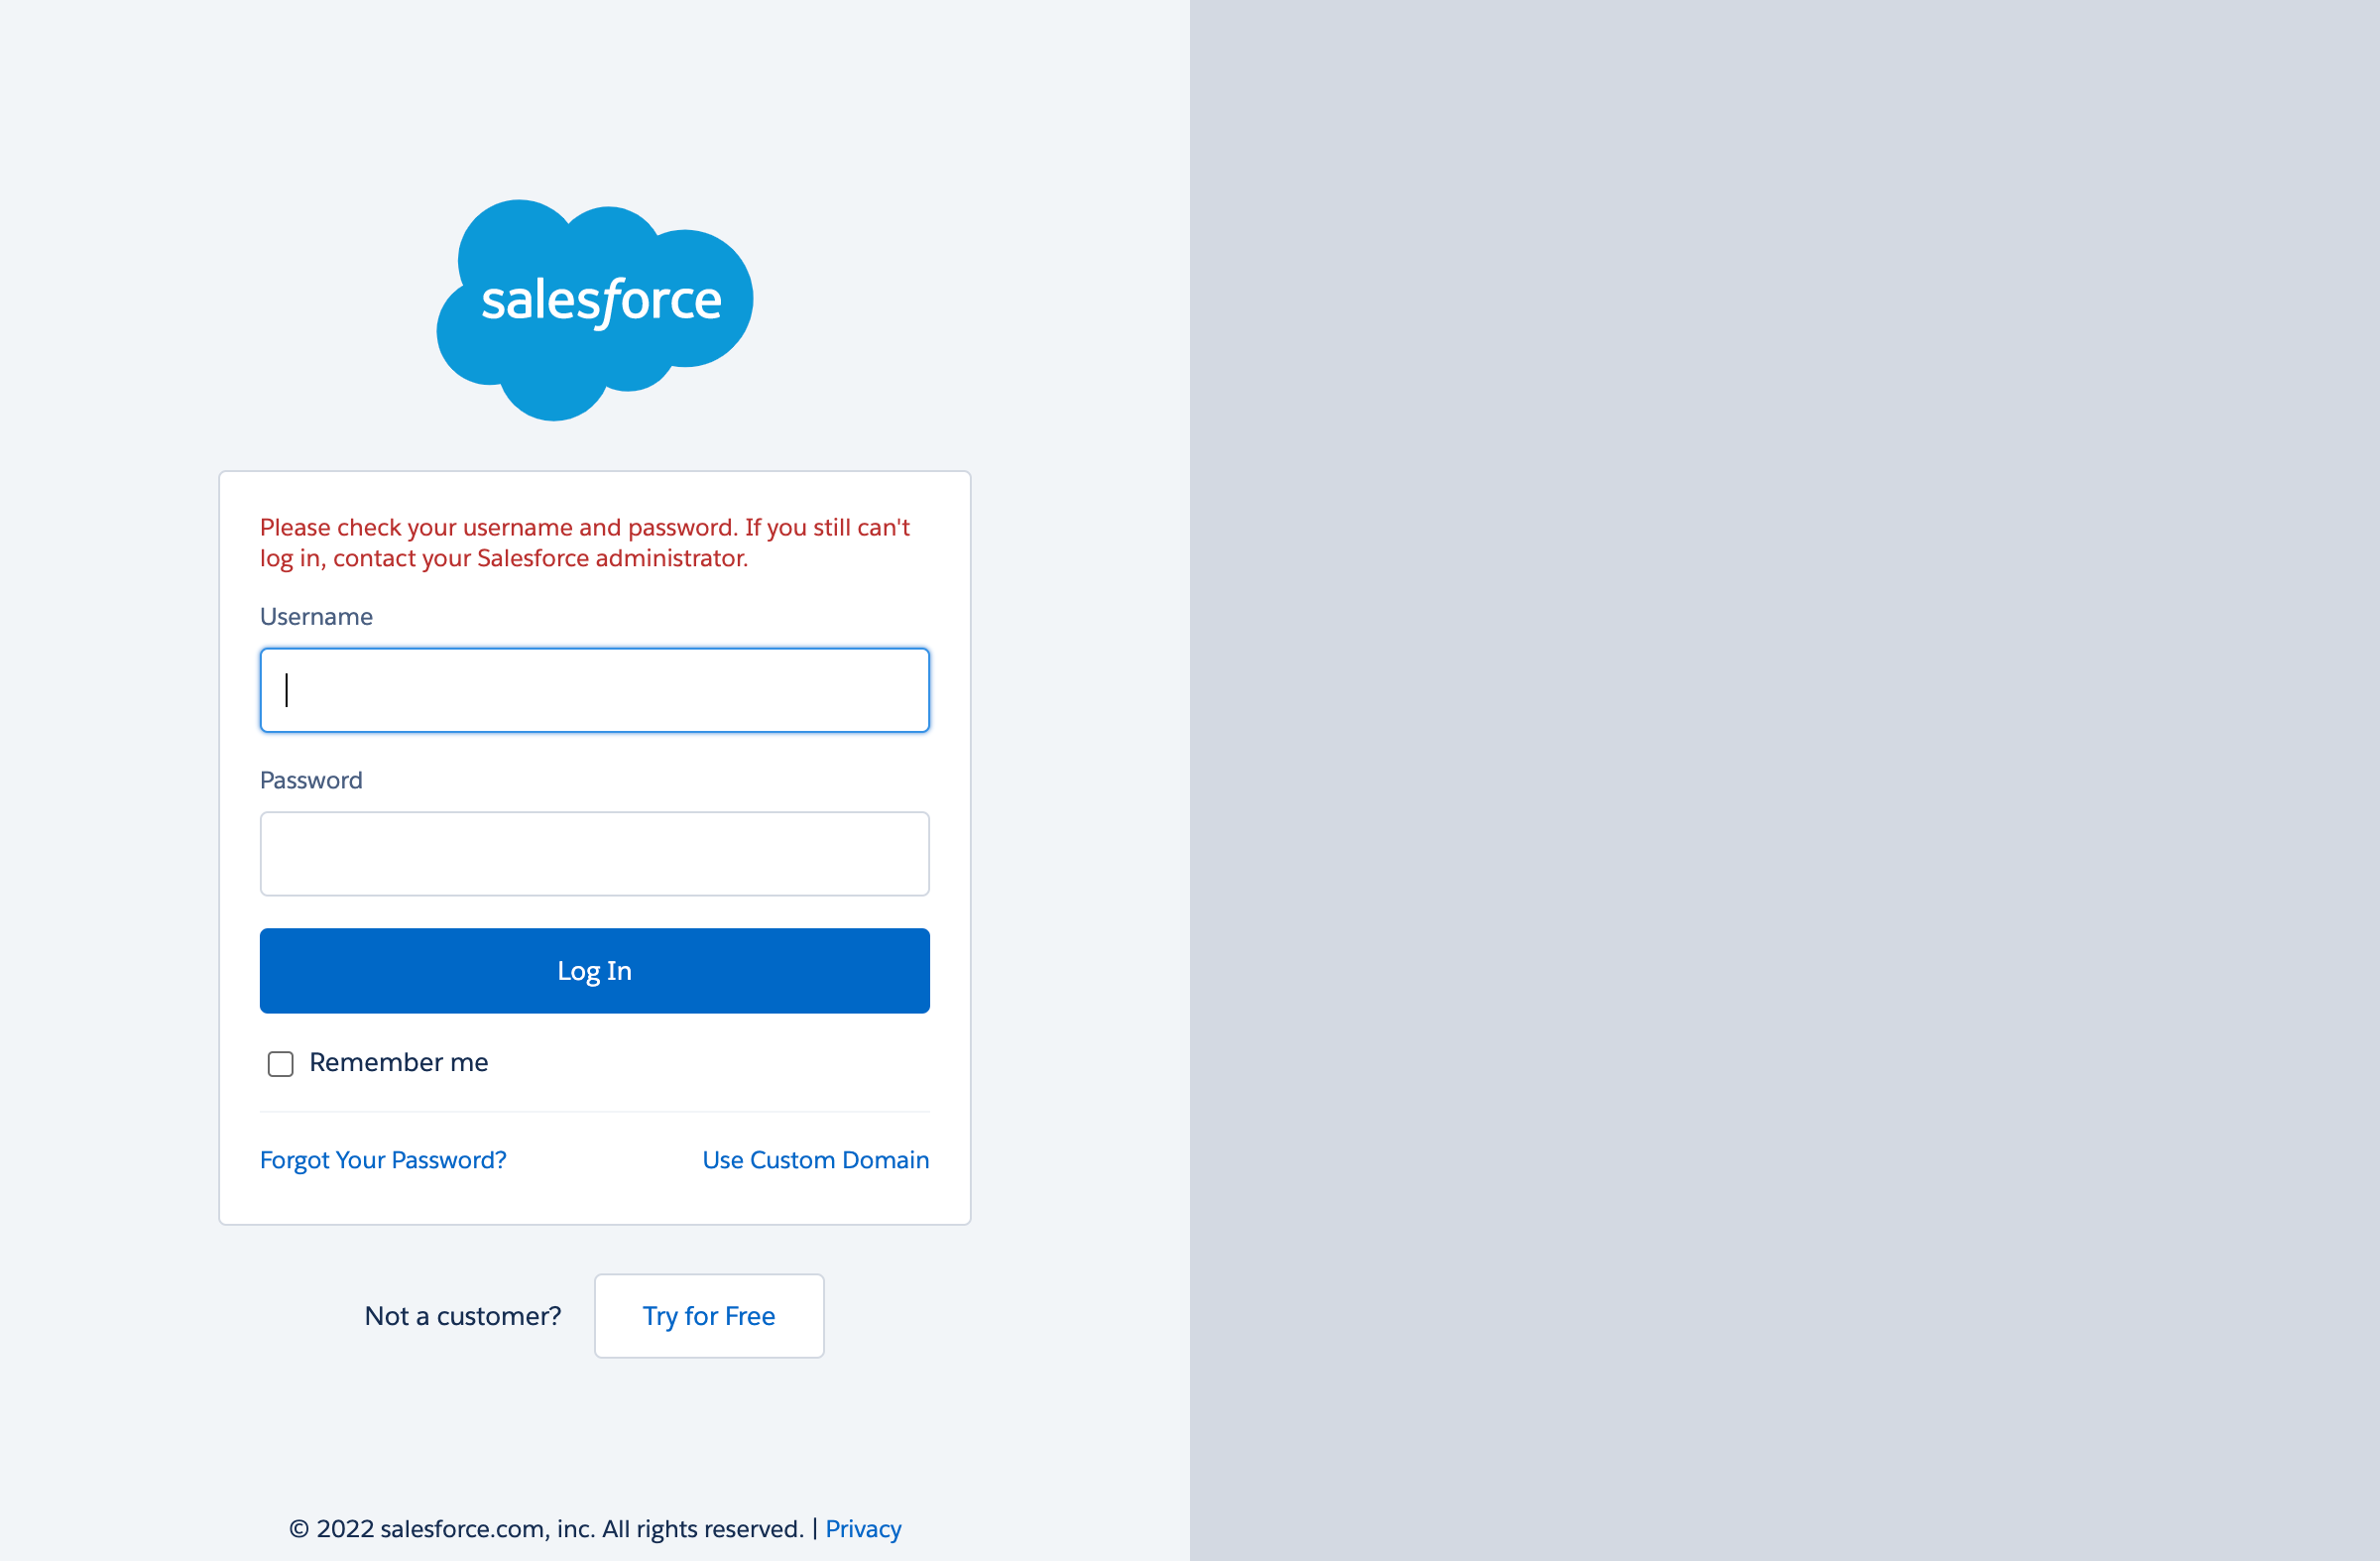 salesforce
Please check your username and password. If you still can't
log in, contact your Salesforce administrator.
Username
Password
Log In
Remember me
Forgot Your Password?
Use Custom Domain
Not a customer?
Try for Free
© 2022 salesforce.com, inc. All rights reserved. | Privacy